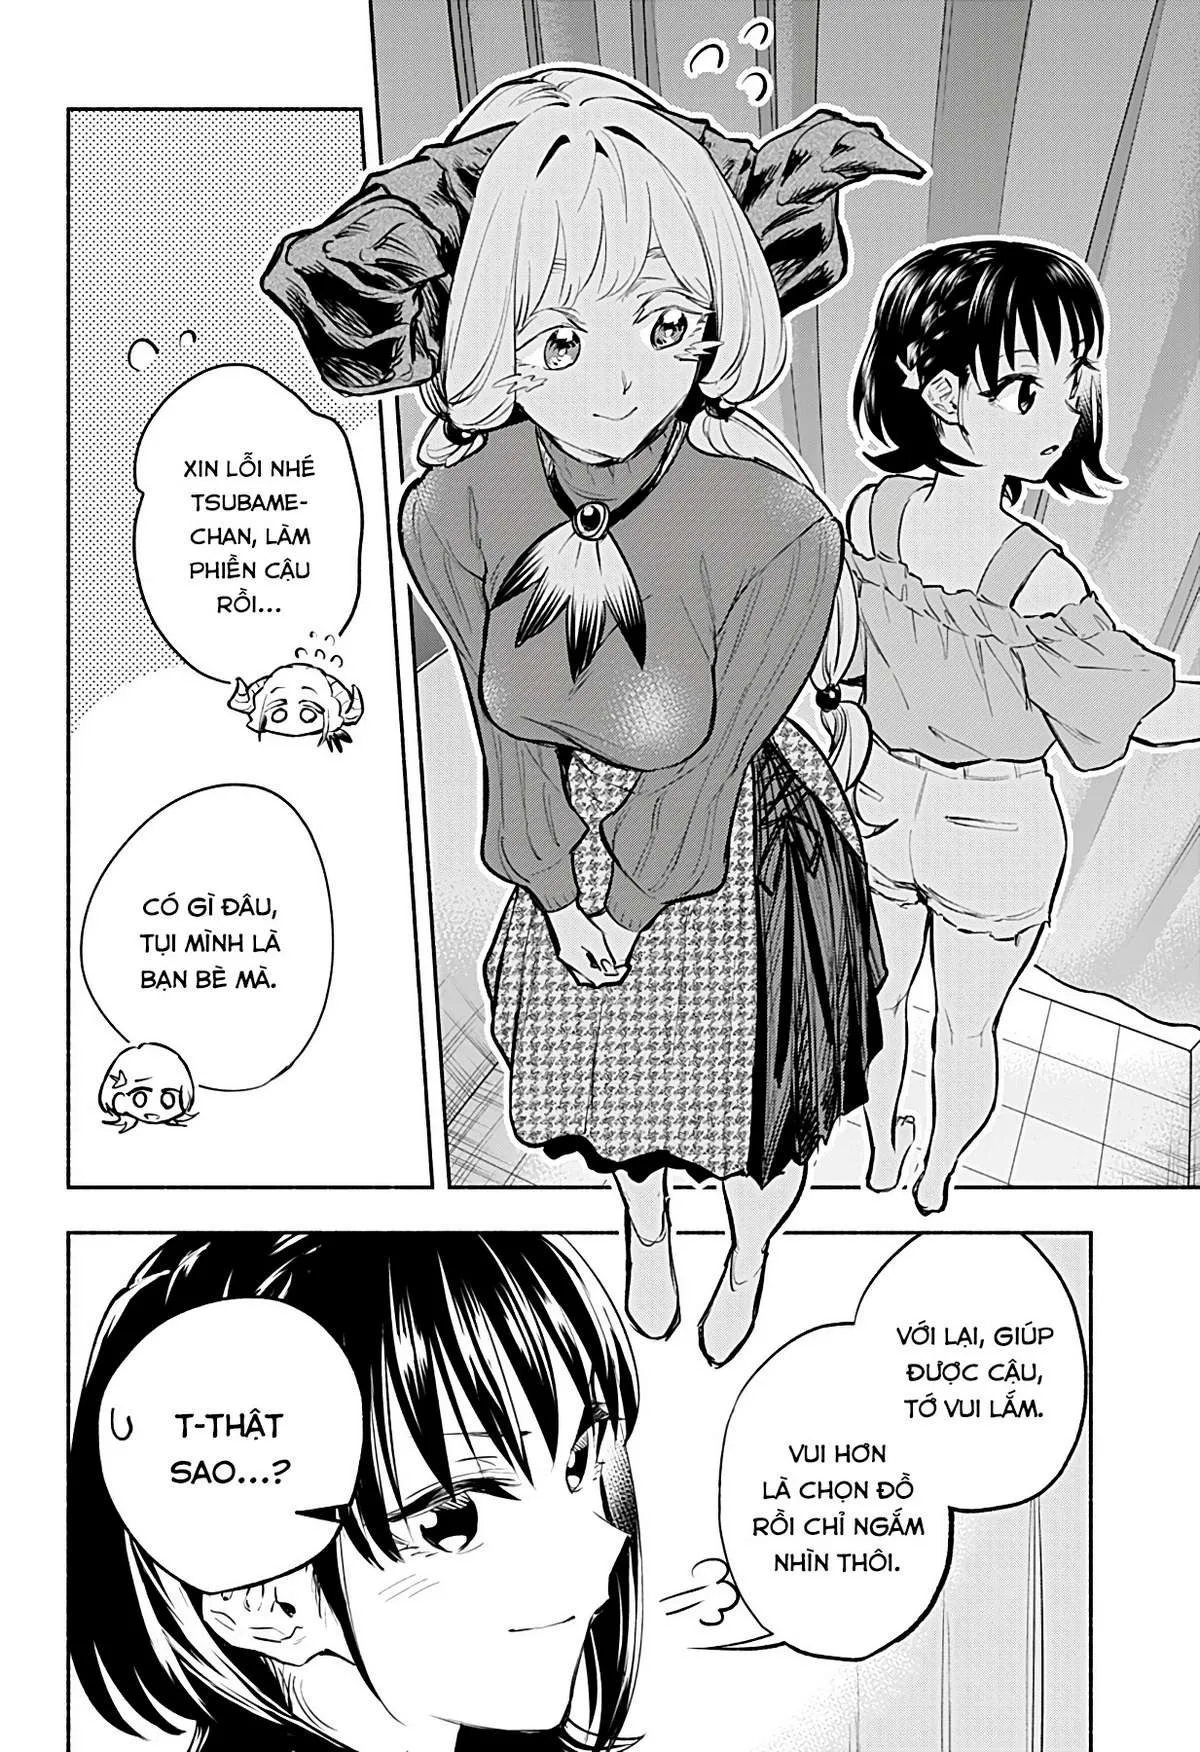 XIN LỖI NHÉ
TSUBAME-
CHAN, LÀM
PHIỀN CẬU
RỒI...
CÓ GÌ ĐÂU,
TỤI MÌNH LÀ
BẠN BÈ MÀ.
VỚI LẠI, GIÚP
ĐƯỢC CẬU,
TỚ VUI LẮM.
VUI HƠN
LÀ CHỌN ĐỒ
RỒI CHỈ NGẮM
NHÌN THÔI.
T-THẬT
SAO...?